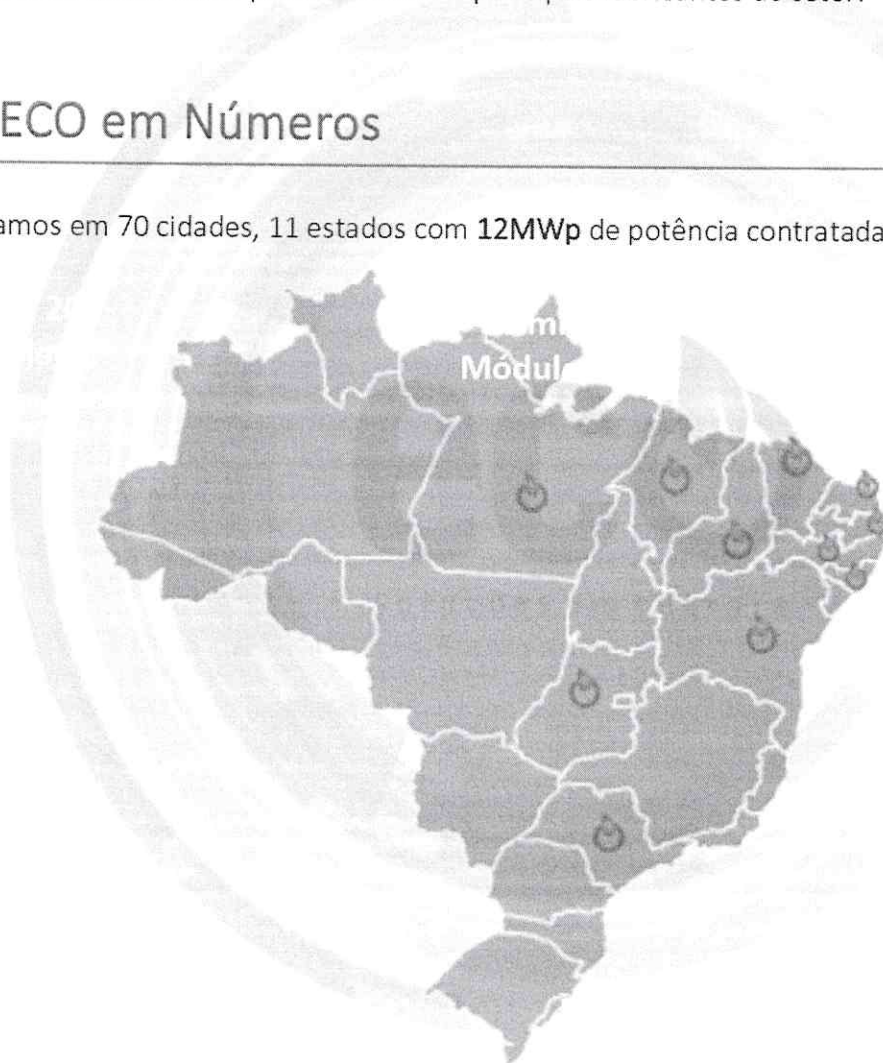 ECO em Números
amos em 70 cidades, 11 estados com 12MWp de potência contratada
Módul